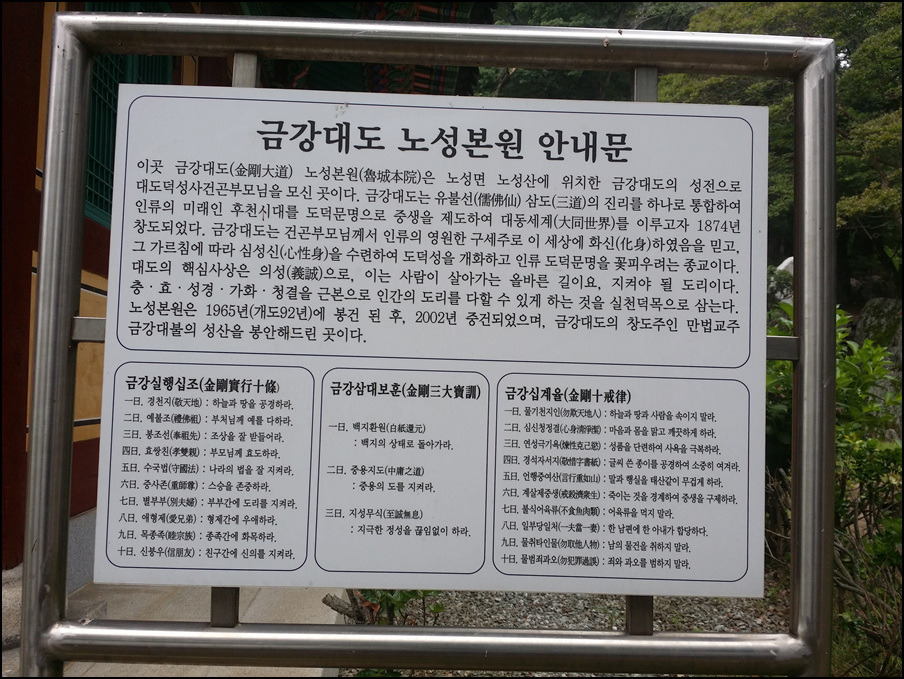 금강대도 노성본원 안내문
이곳 금강대도(金剛大道) 노성본원(魯城本院)은 노성면 노성산에 위치한 금강대도의 성전으로
대도덕성사건곤부모님을 모신 곳이다. 금강대도는 유불선(儒佛仙) 삼도(三道)의 진리를 하나로 통합하여
인류의 미래인 후천시대를 도덕문명으로 중생을 제도하여 대동세계(大同世界)를 이루고자 1874년
창도되었다. 금강대도는 건곤부모님께서 인류의 영원한 구세주로 이 세상에 화신(化身)하였음을 믿고,
그 가르침에 따라 심성신(心性身)을 수련하여 도덕성을 개화하고 인류 도덕문명을 꽃피우려는 종교이다.
대도의 핵심사상은 의성(義誠)으로, 이는 사람이 살아가는 올바른 길이요, 지켜야 될 도리이다.
충·효·성경·가화·청결을 근본으로 인간의 도리를 다할 수 있게 하는 것을 실천덕목으로 삼는다.
노성본원은 1965년(개도92년)에 봉건 된 후, 2002년 중건되었으며, 금강대도의 창도주인 만법교주
금강대불의 성산을 봉안해드린 곳이다.
금강실행십조(金剛實行十條)
一日. 경천지(敬天地) : 하늘과 땅을 공경하라.
二日. 예불조(禮佛祖) : 부처님께 예를 다하라.
三日. 봉조선(奉祖先) : 조상을 잘 받들어라.
四日. 효쌍친(孝雙親) : 부모님께 효도하라.
五日. 수국법(守國法) : 나라의 법을 잘 지켜라.
六日. 중사존(重師尊) : 스승을 존중하라.
七日. 별부부(別夫婦) : 부부간에 도리를 지켜라.
八日. 애형제(愛兄弟) : 형제간에 우애하라.
九日. 목종족(睦宗族) : 종족간에 화목하라.
十日. 신붕우(信朋友) : 친구간에 신의를 지켜라.
금강삼대보훈(金剛三大寶訓)
一日. 백지환원(白紙還元)
: 백지의 상태로 돌아가라.
二日. 중용지도(中庸之道)
: 중용의 도를 지켜라.
三日. 지성무식(至誠無息)
: 지극한 정성을 끊임없이 하라.
금강십계율(金剛十戒律)
一日. 물기천지인(勿欺天地人) : 하늘과 땅과 사람을 속이지 말라.
二日. 심신청정결(心身淸淨潔) : 마음과 몸을 맑고 깨끗하게 하라.
三日. 연성극기욕(煉性克己慾) : 성품을 단련하여 사욕을 극복하라.
四日. 경석자서지(敬惜字書紙) : 글씨 쓴 종이를 공경하여 소중히 여겨라.
五日. 언행중여산(言行重如山) : 말과 행실을 태산같이 무겁게 하라.
六日. 계살제중생(戒殺濟衆生) : 죽이는 것을 경계하여 중생을 구제하라.
七日. 불식어육류(不食魚肉類) : 어육류를 먹지 말라.
八日. 일부당일처(一夫當一妻) : 한 남편에 한 아내가 합당하다.
九日. 물취타인물(勿取他人物) : 남의 물건을 취하지 말라.
十日. 물범죄과오(勿犯罪過誤) : 죄와 과오를 범하지 말라.